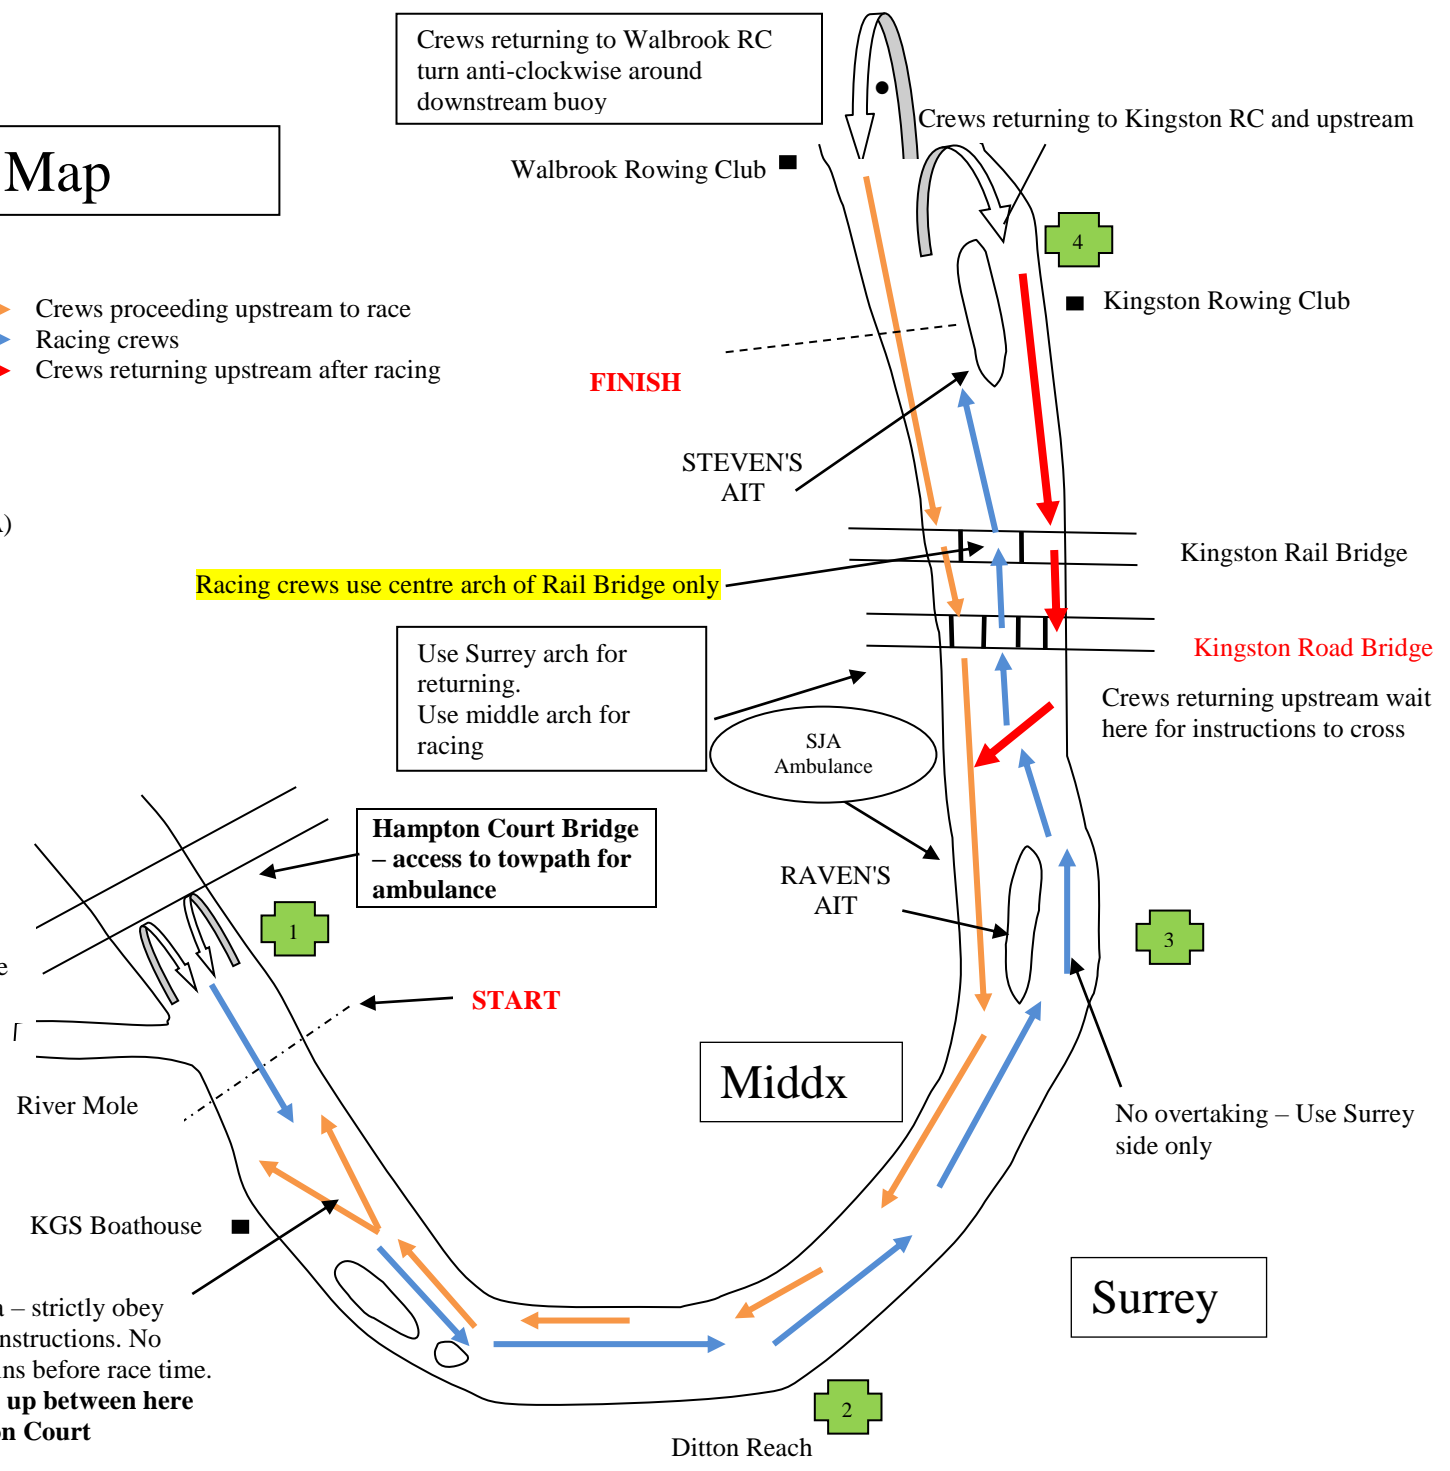 Crews returning to Walbrook RC
turn anti-clockwise around
downstream buoy
Crews returning to Kingston RC and upstream
Map
Walbrook Rowing Club
4
Kingston Rowing Club
Crews proceeding upstream to race
Racing crews
Crews returning upstream after racing
FINISH
STEVEN'S
AIT
A)
Kingston Rail Bridge
Racing crews use centre arch of Rail Bridge only
Use Surrey arch for
returning.
Use middle arch for
racing
Kingston Road Bridge
Crews returning upstream wait
here for instructions to cross
SJA
Ambulance
Hampton Court Bridge
– access to towpath for
ambulance
RAVEN'S
AIT
1
3
e
START
Middx
River Mole
No overtaking – Use Surrey
side only
KGS Boathouse
Surrey
a – strictly obey
nstructions. No
ins before race time.
up between here
on Court
2
Ditton Reach